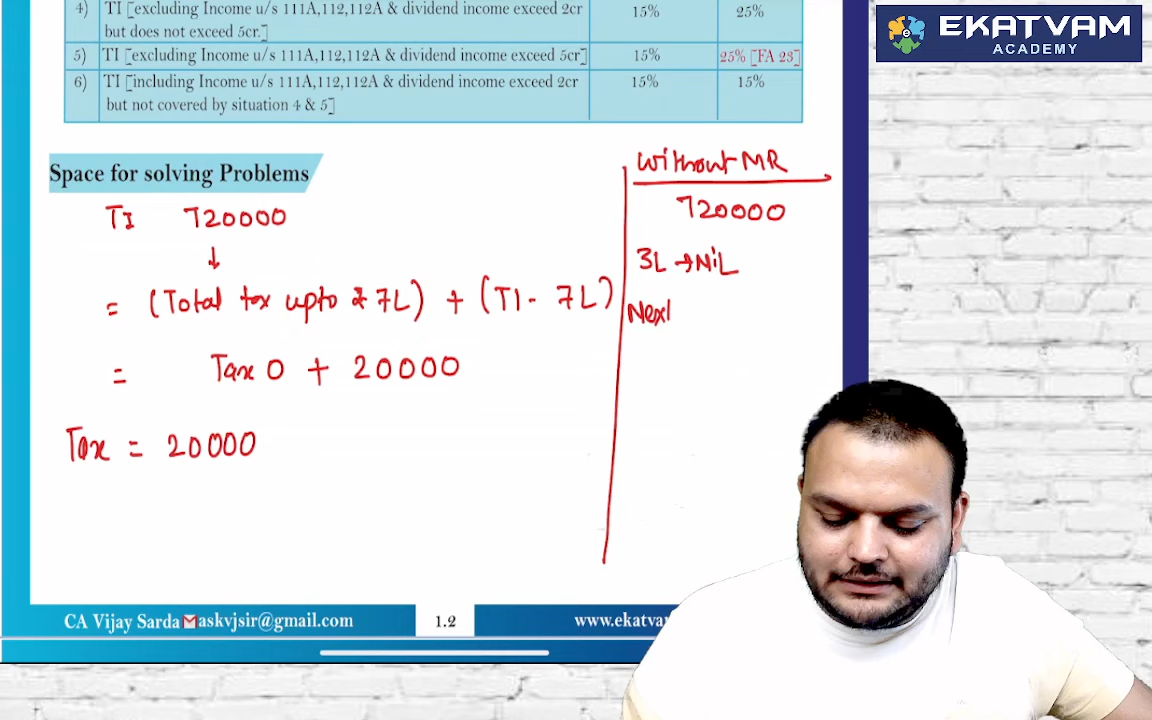 4) TI [excluding Income u/s 111A,112,112A & dividend income exceed 2cr 15% 25%
but does not exceed 5cr.]
5) TI [excluding Income u/s 111A,112,112A & dividend income exceed 5cr] 15% 25% [FA 23]
6) TI [including Income u/s 111A,112,112A & dividend income exceed 2cr 15% 15%
but not covered by situation 4 & 5]
EKATVAM
ACADEMY
Space for solving Problems
TI 720000
↓
= (Total tax upto ₹ 7L) + (TI - 7L)
= Tax 0 + 20000
Tax = 20000
Without MR
720000
3L → NiL
Next
CA Vijay Sarda askvjsir@gmail.com 1.2